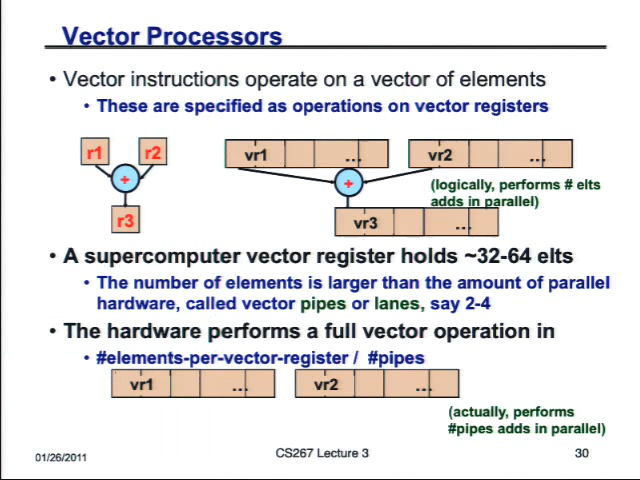 Vector Processors
• Vector instructions operate on a vector of elements
• These are specified as operations on vector registers
r1 r2 vr1 ... vr2 ...
+ +
(logically, performs # elts
adds in parallel)
r3 vr3 ...
• A supercomputer vector register holds ~32-64 elts
• The number of elements is larger than the amount of parallel
hardware, called vector pipes or lanes, say 2-4
• The hardware performs a full vector operation in
• #elements-per-vector-register / #pipes
vr1 ... vr2 ...
(actually, performs
#pipes adds in parallel)
01/26/2011 CS267 Lecture 3 30